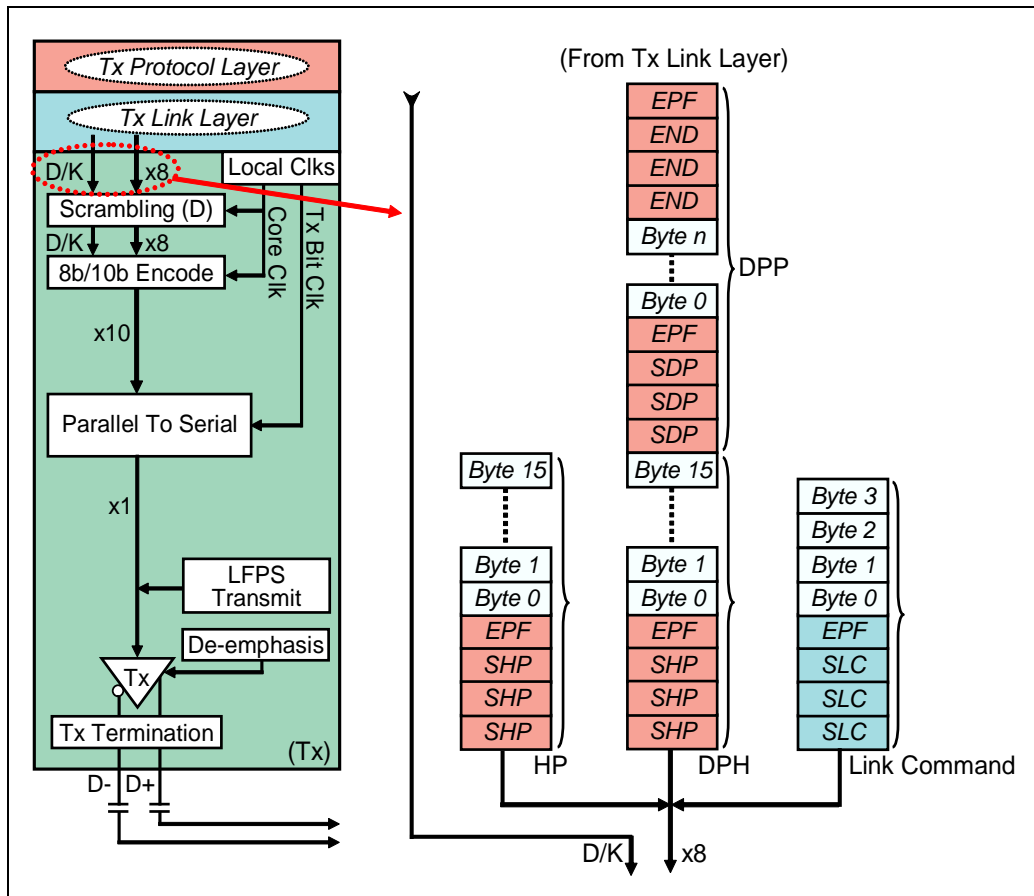 Tx Protocol Layer
Tx Link Layer
D/K
x8
Local Clks
Scrambling (D)
D/K
x8
8b/10b Encode
Core Clk
Tx Bit Clk
x10
Parallel To Serial
x1
LFPS
Transmit
De-emphasis
Tx
Tx Termination
(Tx)
D-
D+
(From Tx Link Layer)
EPF
END
END
END
Byte n
Byte 0
EPF
SDP
SDP
SDP
DPP
Byte 15
Byte 1
Byte 0
EPF
SHP
SHP
SHP
HP
Byte 15
Byte 1
Byte 0
EPF
SHP
SHP
SHP
DPH
Byte 3
Byte 2
Byte 1
Byte 0
EPF
SLC
SLC
SLC
Link Command
D/K
x8